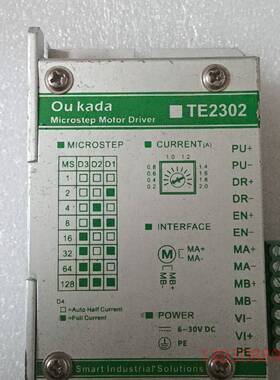 Ou kada
Microstep Motor Driver
TE2302
MICROSTEP
MS D3 D2 D1
1
2
4
8
16
32
64
128
D4
=Auto Half Current
=Full Current
CURRENT(A)
1.0 1.2
0.8 1.4
0.6 1.6
0.4 1.8
0.2 2.0
INTERFACE
M
MA+
MA-
MB-
MB+
POWER
6-30V DC
PE
PU+
PU-
DR+
DR-
EN+
EN-
MA+
MA-
MB+
MB-
VI-
VI+
PE
Smart Industrial Solutions